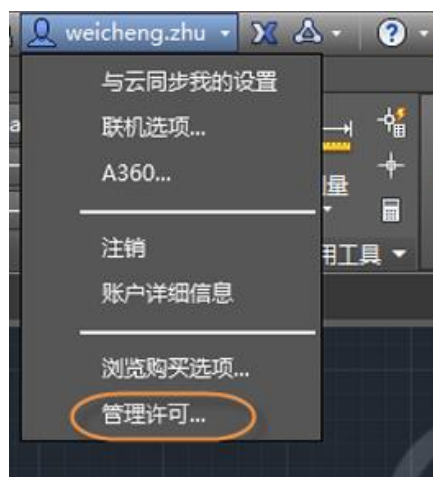 weicheng.zhu
与云同步我的设置
联机选项...
A360...
注销
账户详细信息
浏览购买选项...
管理许可...
量
用工具